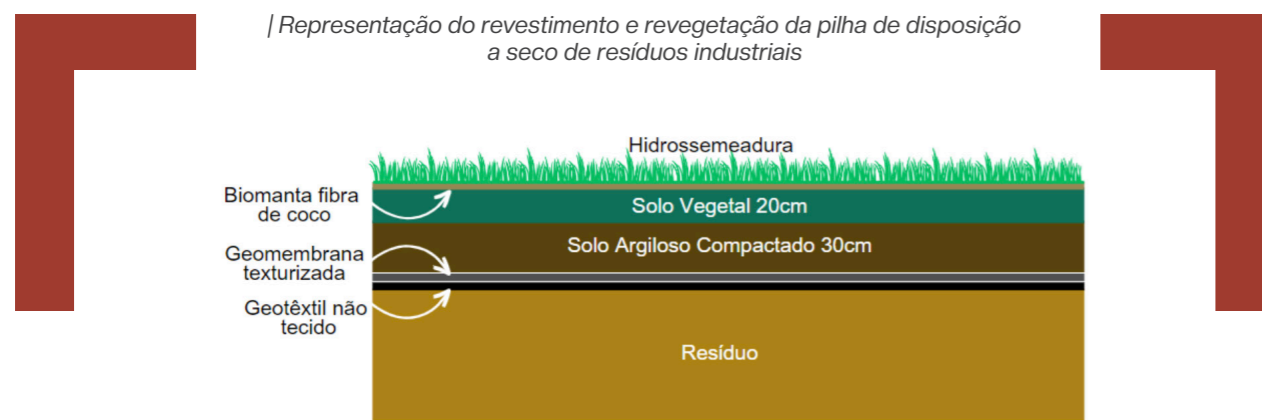 | Representação do revestimento e revegetação da pilha de disposição
a seco de resíduos industriais
Hidrossemeadura
Biomanta fibra
de coco
Solo Vegetal 20cm
Solo Argiloso Compactado 30cm
Geomembrana
texturizada
Geotêxtil não
tecido
Resíduo